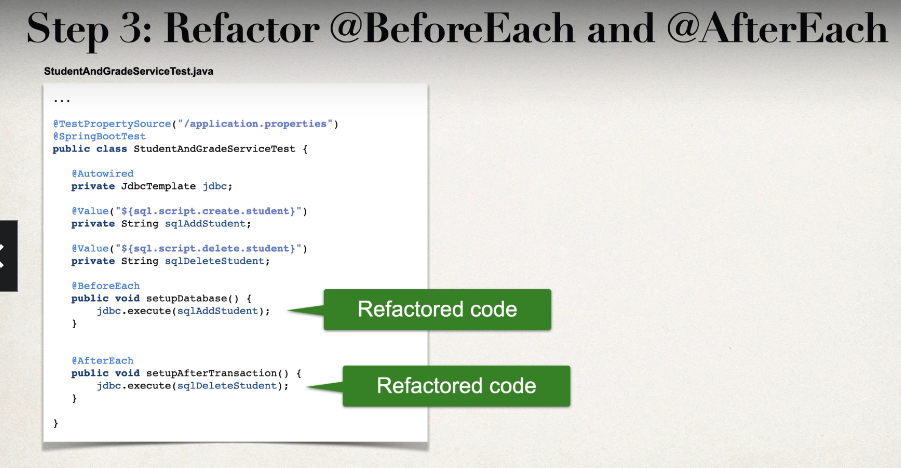 Step 3: Refactor @BeforeEach and @AfterEach
StudentAndGradeServiceTest.java
...
@TestPropertySource("/application.properties")
@SpringBootTest
public class StudentAndGradeServiceTest {
@Autowired
private JdbcTemplate jdbc;
@Value("${sql.script.create.student}")
private String sqlAddStudent;
@Value("${sql.script.delete.student}")
private String sqlDeleteStudent;
@BeforeEach
public void setupDatabase() {
jdbc.execute(sqlAddStudent);
Refactored code
}
@AfterEach
public void setupAfterTransaction() {
jdbc.execute(sqlDeleteStudent);
Refactored code
}
}